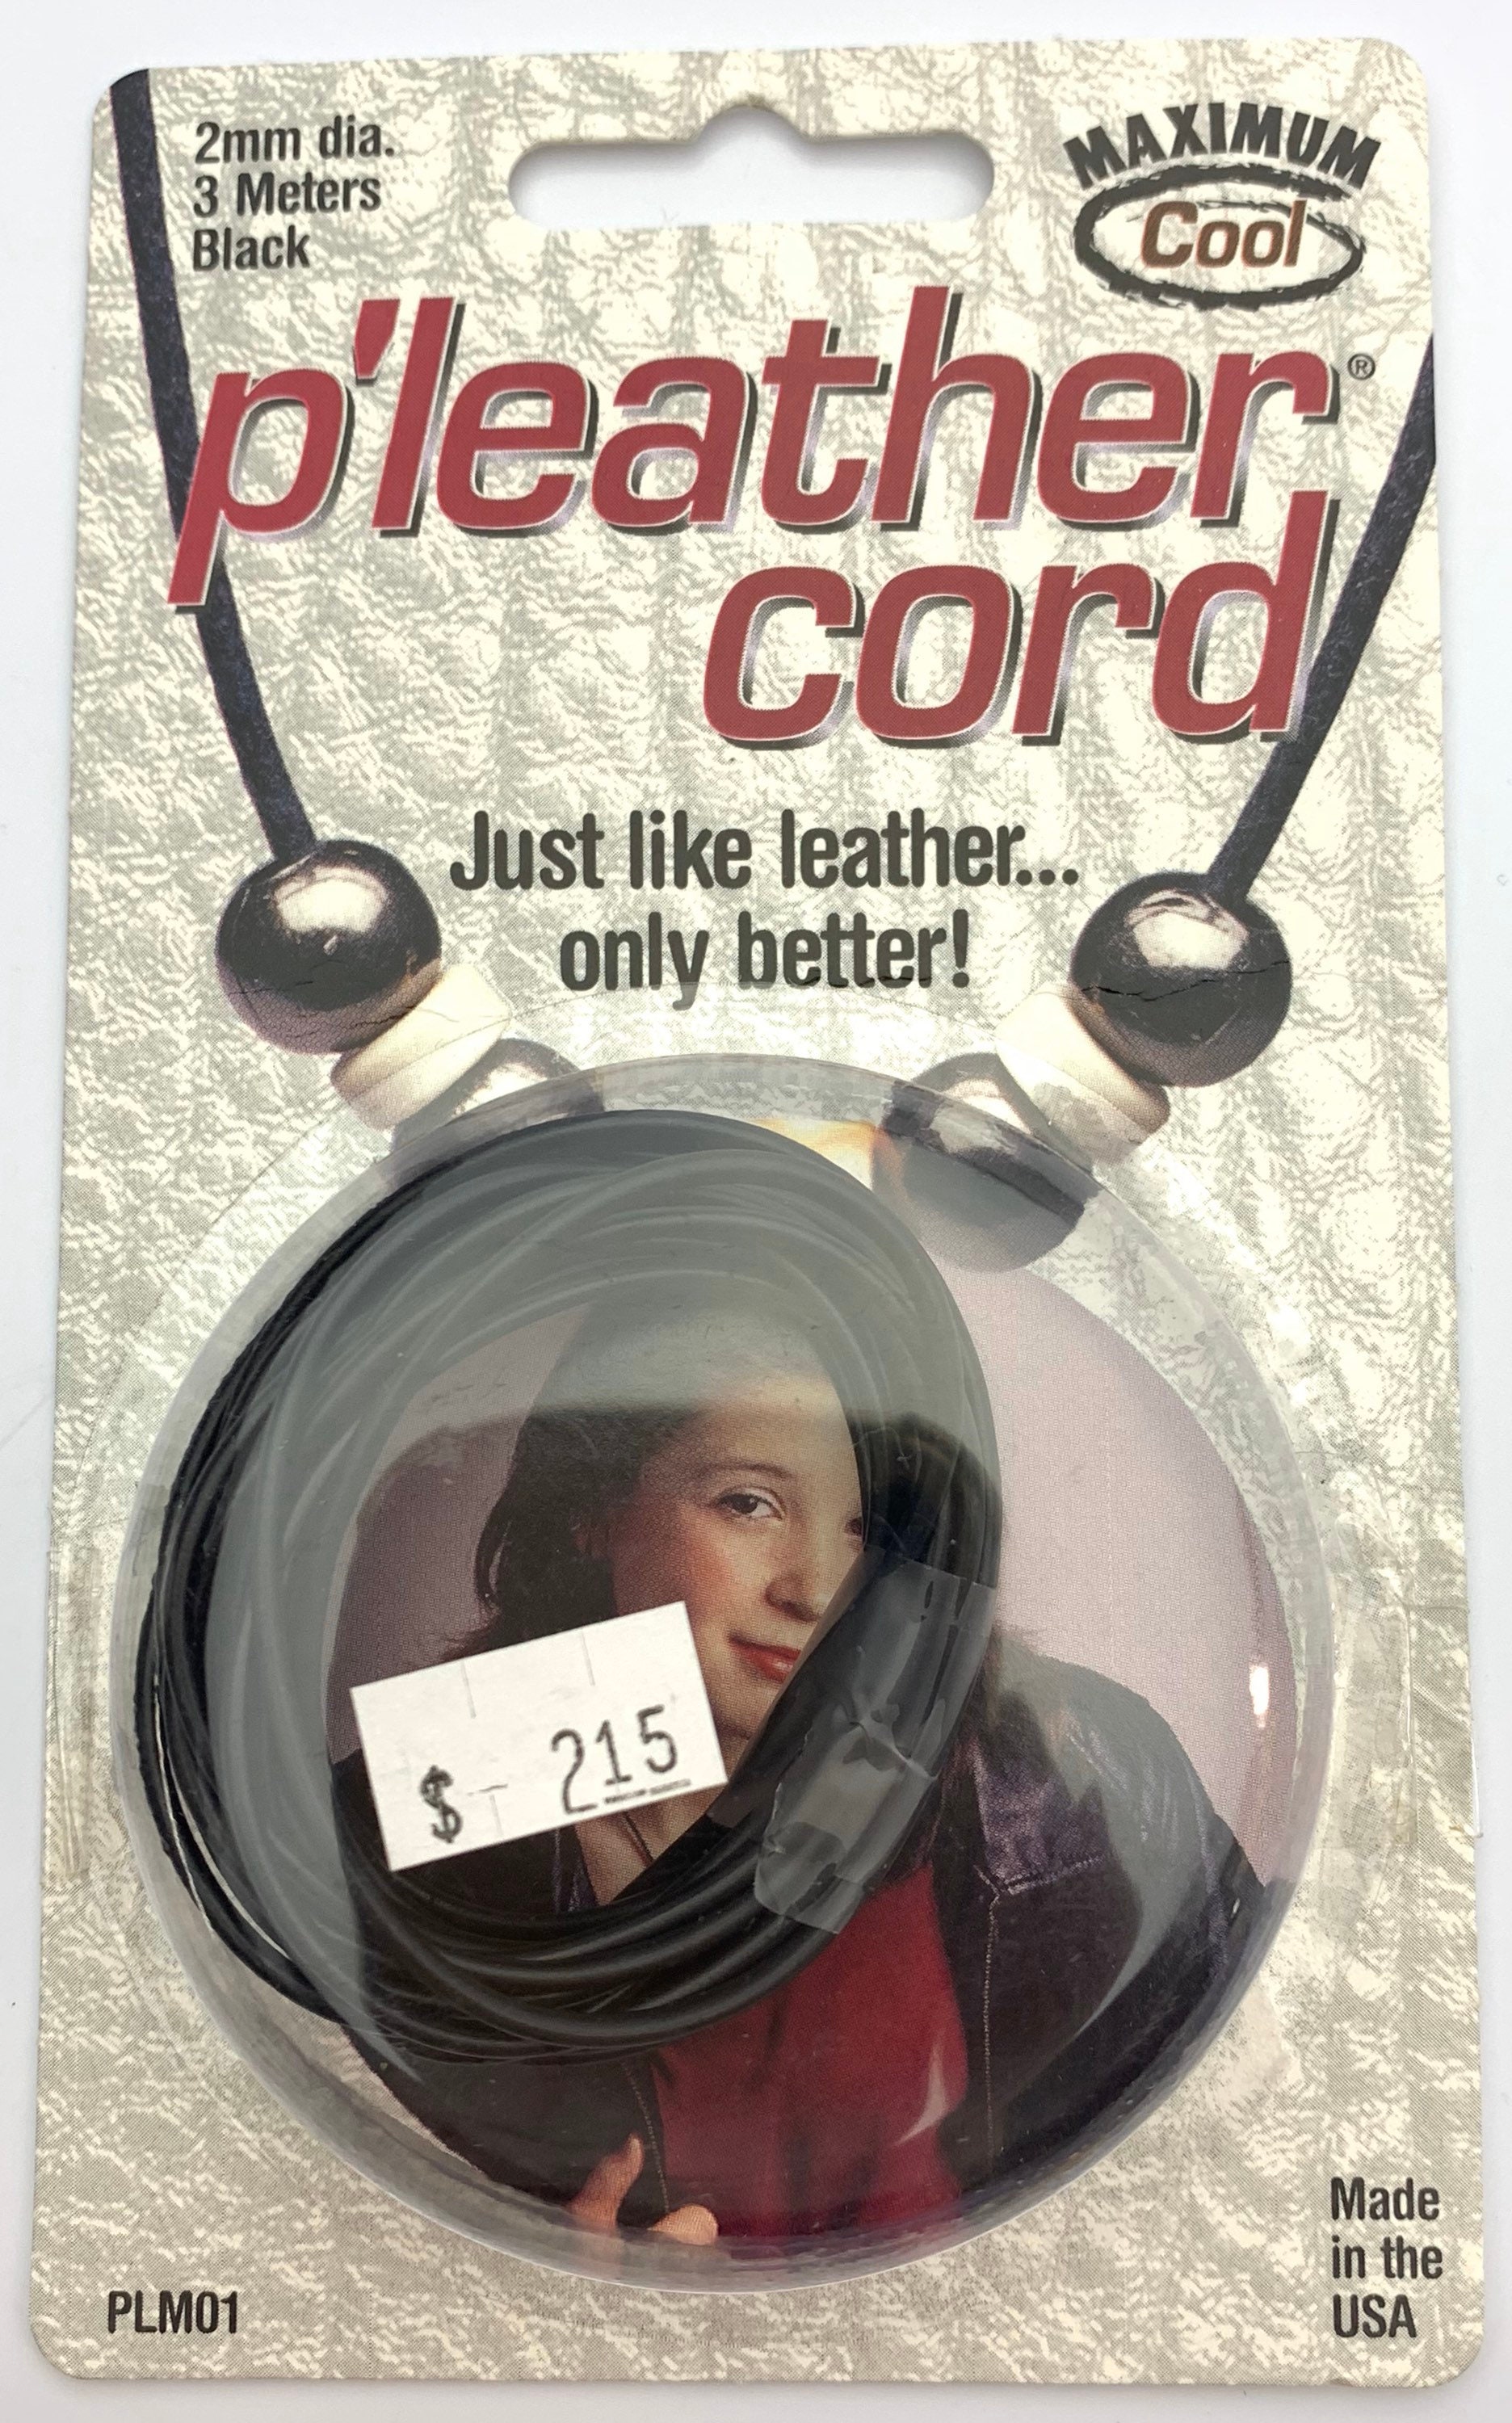 2mm dia.
3 Meters
Black
MAXIMUM
Cool
p'leather®
cord
Just like leather...
only better!
$ 215
PLM01
Made
in the
USA